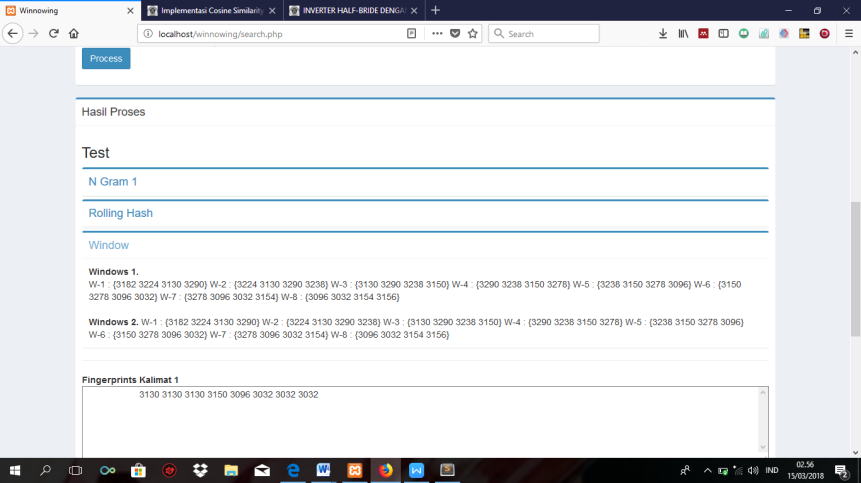 Winnowing
Implementasi Cosine Similarity
INVERTER HALF-BRIDE DENGA
localhost/winnowing/search.php
Search
Process
Hasil Proses
Test
N Gram 1
Rolling Hash
Window
Windows 1.
W-1 : {3182 3224 3130 3290} W-2 : {3224 3130 3290 3238} W-3 : {3130 3290 3238 3150} W-4 : {3290 3238 3150 3278} W-5 : {3238 3150 3278 3096} W-6 : {3150
3278 3096 3032} W-7 : {3278 3096 3032 3154} W-8 : {3096 3032 3154 3156}
Windows 2. W-1 : {3182 3224 3130 3290} W-2 : {3224 3130 3290 3238} W-3 : {3130 3290 3238 3150} W-4 : {3290 3238 3150 3278} W-5 : {3238 3150 3278 3096}
W-6 : {3150 3278 3096 3032} W-7 : {3278 3096 3032 3154} W-8 : {3096 3032 3154 3156}
Fingerprints Kalimat 1
3130 3130 3130 3150 3096 3032 3032 3032
IND
02.56
15/03/2018
2